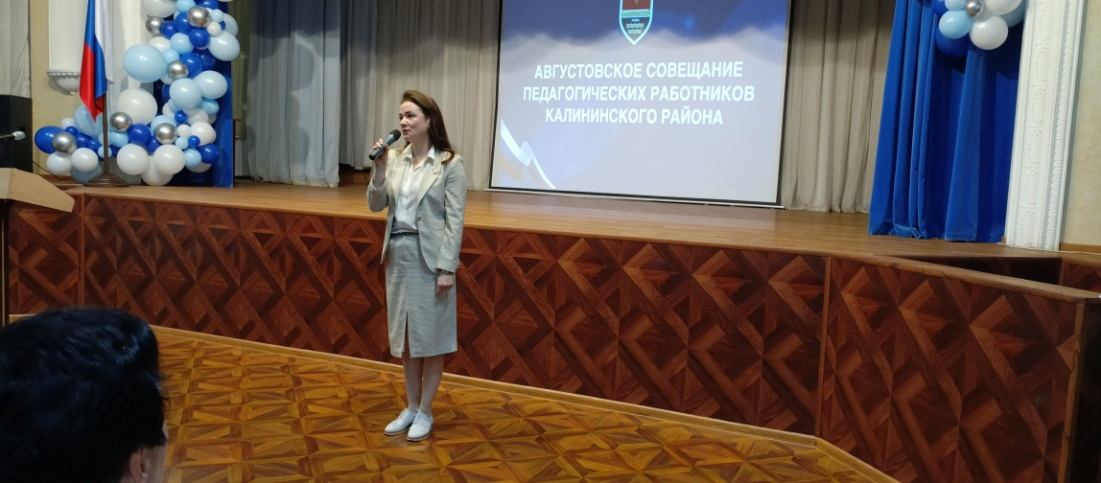 АВГУСТОВСКОЕ СОВЕЩАНИЕ
ПЕДАГОГИЧЕСКИХ РАБОТНИКОВ
КАЛИНИНСКОГО РАЙОНА